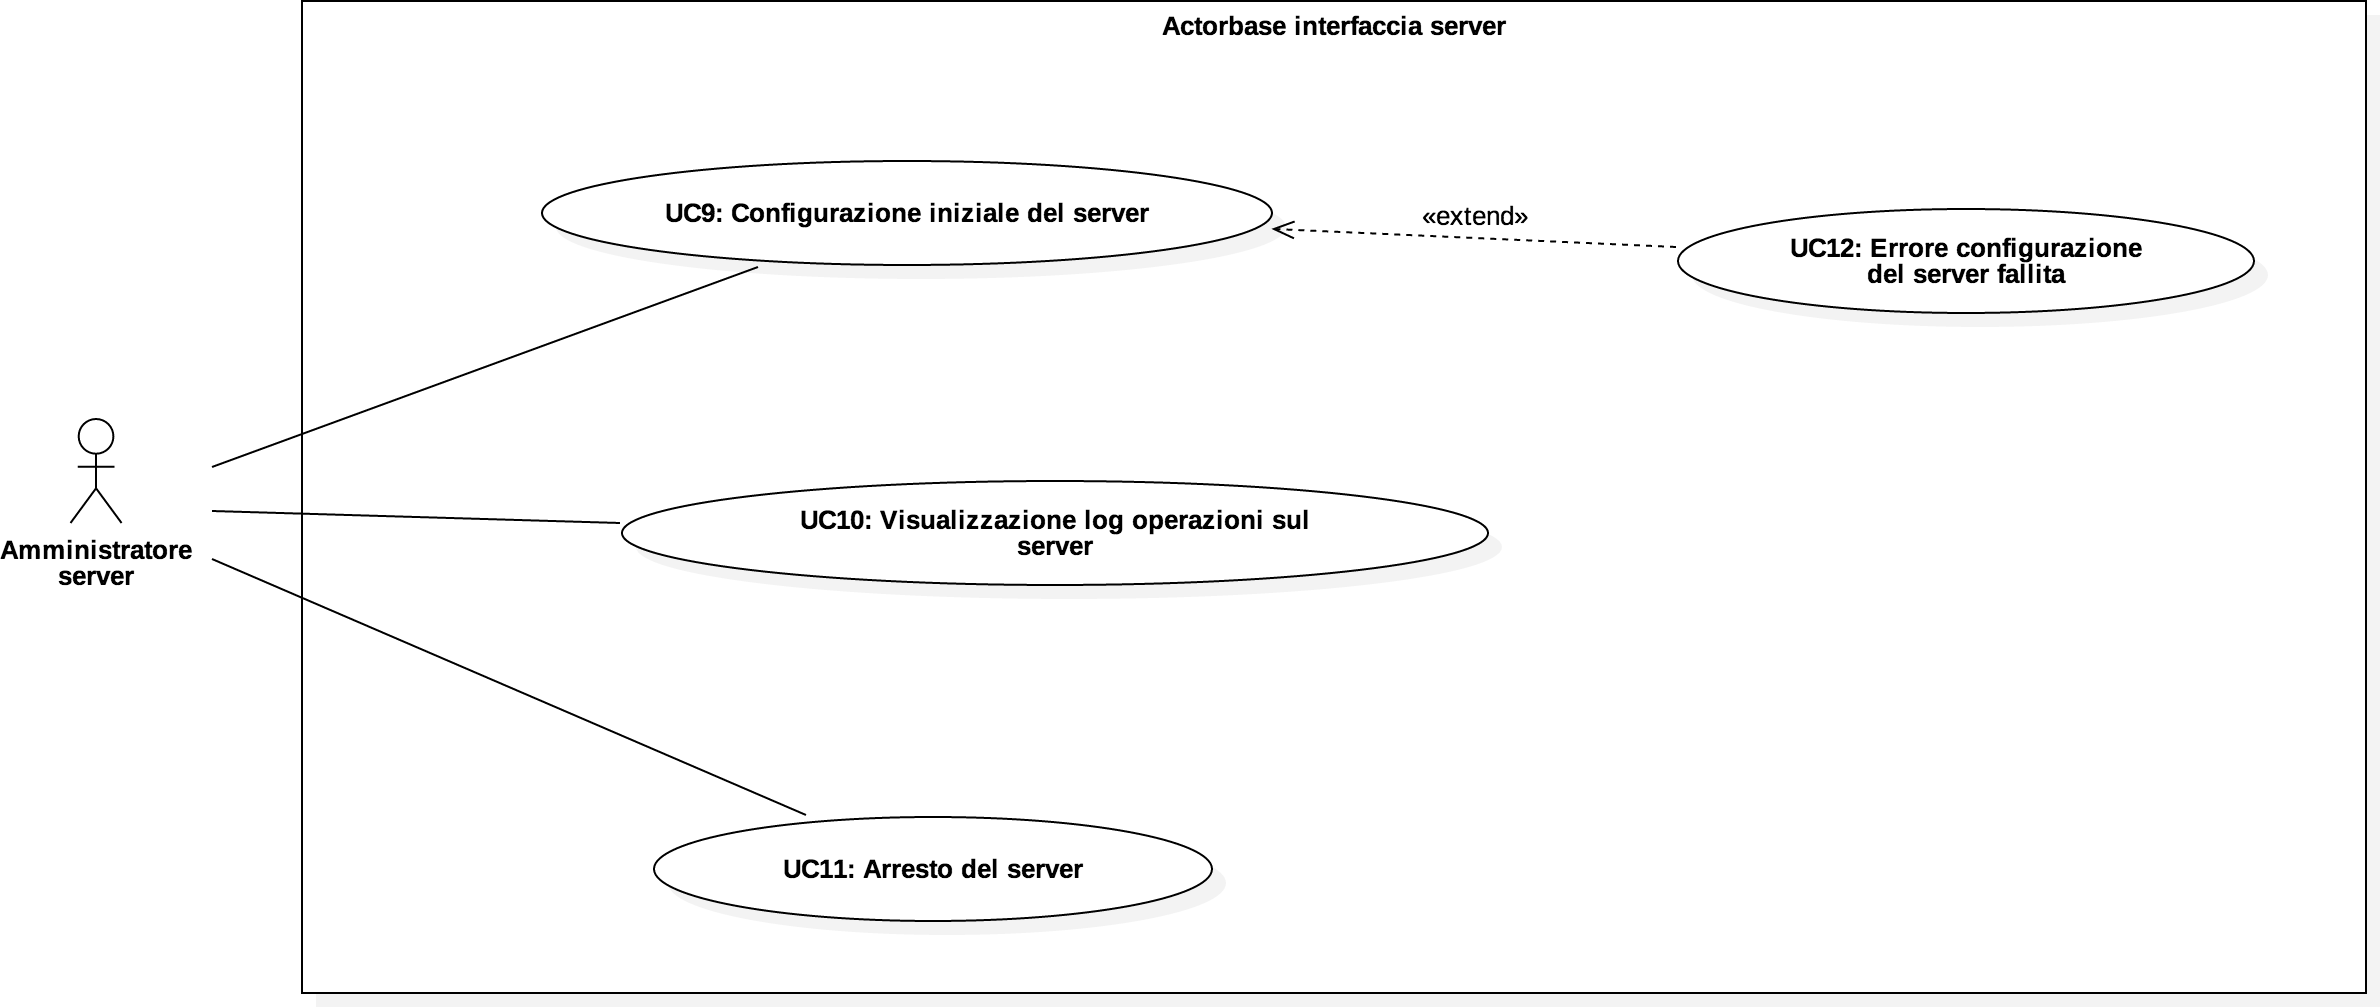 Actorbase interfaccia server
UC9: Configurazione iniziale del server
«extend»
UC12: Errore configurazione
del server fallita
Amministratore
server
UC10: Visualizzazione log operazioni sul
server
UC11: Arresto del server